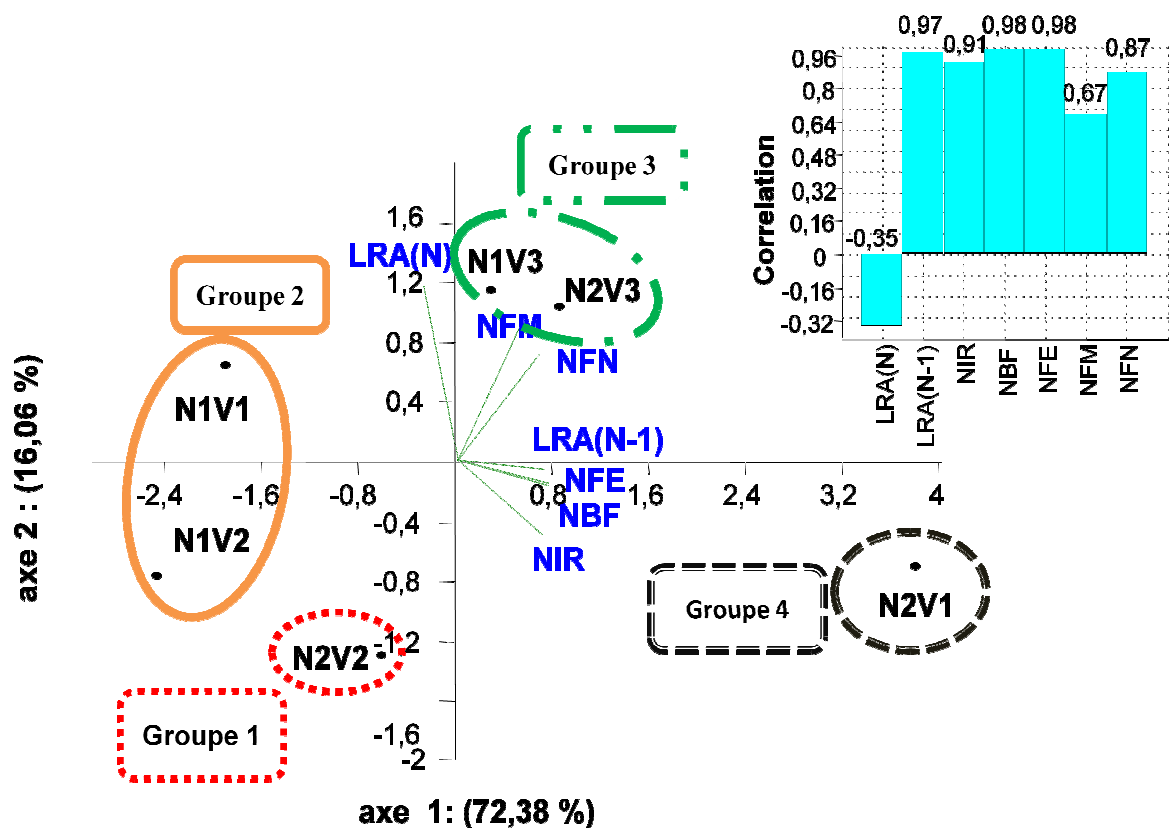 0,97
0,91
0,98
0,98
0,67
0,87
-0,35
0,96
0,8
0,64
0,48
0,32
0,16
0
-0,16
-0,32
Correlation
LRA(N)
LRA(N-1)
NIR
NBF
NFE
NFM
NFN
Groupe 3
1,6
LRA(N)
N1V3
1,2
N2V3
Groupe 2
NFM
0,8
NFN
N1V1
0,4
LRA(N-1)
-2,4
-1,6
-0,8
NFE
0,8
1,6
2,4
3,2
4
NBF
-0,4
N1V2
NIR
-0,8
Groupe 4
N2V1
-1,2
N2V2
Groupe 1
-1,6
-2
axe 2 : (16,06 %)
axe 1: (72,38 %)